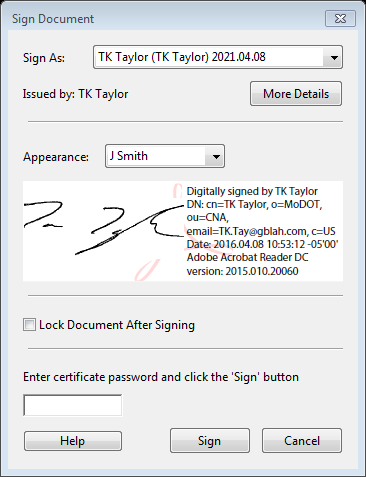 Sign Document
Sign As: TK Taylor (TK Taylor) 2021.04.08
Issued by: TK Taylor More Details
Appearance: J Smith
Digitally signed by TK Taylor
DN: cn=TK Taylor, o=MoDOT,
ou=CNA,
email=TK.Tay@gblah.com, c=US
Date: 2016.04.08 10:53:12 -05'00'
Adobe Acrobat Reader DC
version: 2015.010.20060
Lock Document After Signing
Enter certificate password and click the 'Sign' button
Help Sign Cancel